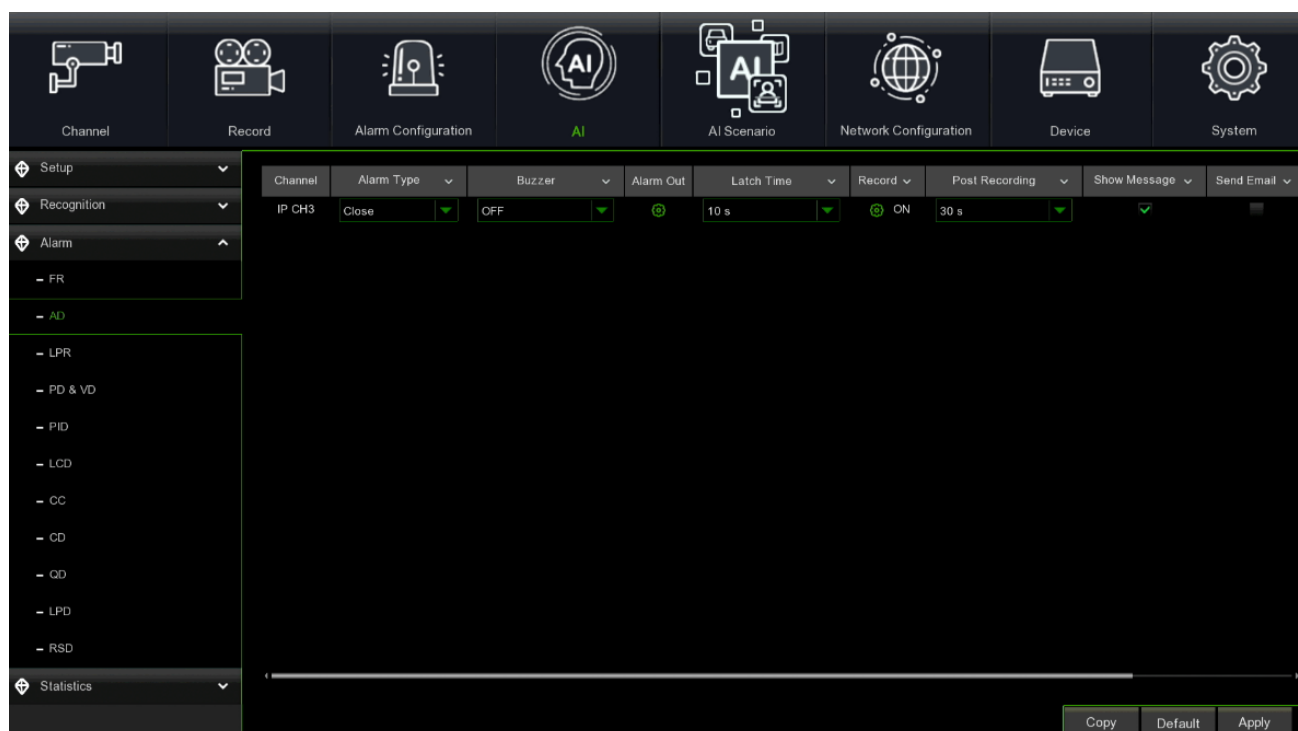 AI
AI
Channel Record Alarm Configuration AI AI Scenario Network Configuration Device System
Setup
Recognition
Alarm
FR
AD
LPR
PD & VD
PID
LCD
CC
CD
QD
LPD
RSD
Statistics
Channel Alarm Type Buzzer Alarm Out Latch Time Record Post Recording Show Message Send Email
IP CH3 Close OFF 10 s ON 30 s
Copy Default Apply